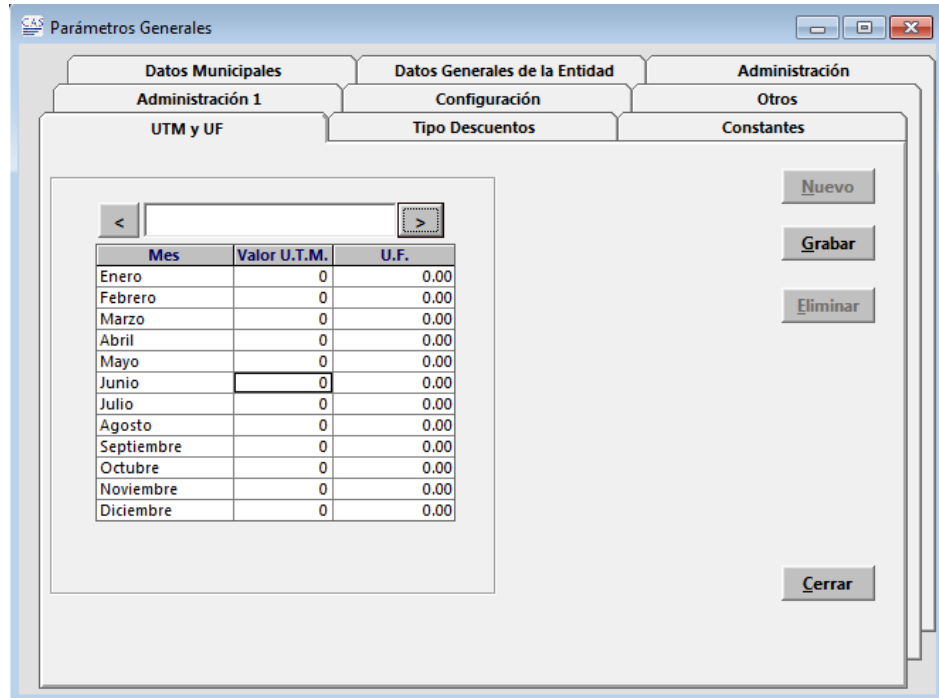 CAS Parámetros Generales
Datos Municipales Datos Generales de la Entidad Administración
Administración 1 Configuración Otros
UTM y UF Tipo Descuentos Constantes
Nuevo
< >
Grabar
Mes Valor U.T.M. U.F.
Enero 0 0.00
Febrero 0 0.00
Eliminar
Marzo 0 0.00
Abril 0 0.00
Mayo 0 0.00
Junio 0 0.00
Julio 0 0.00
Agosto 0 0.00
Septiembre 0 0.00
Octubre 0 0.00
Noviembre 0 0.00
Diciembre 0 0.00
Cerrar